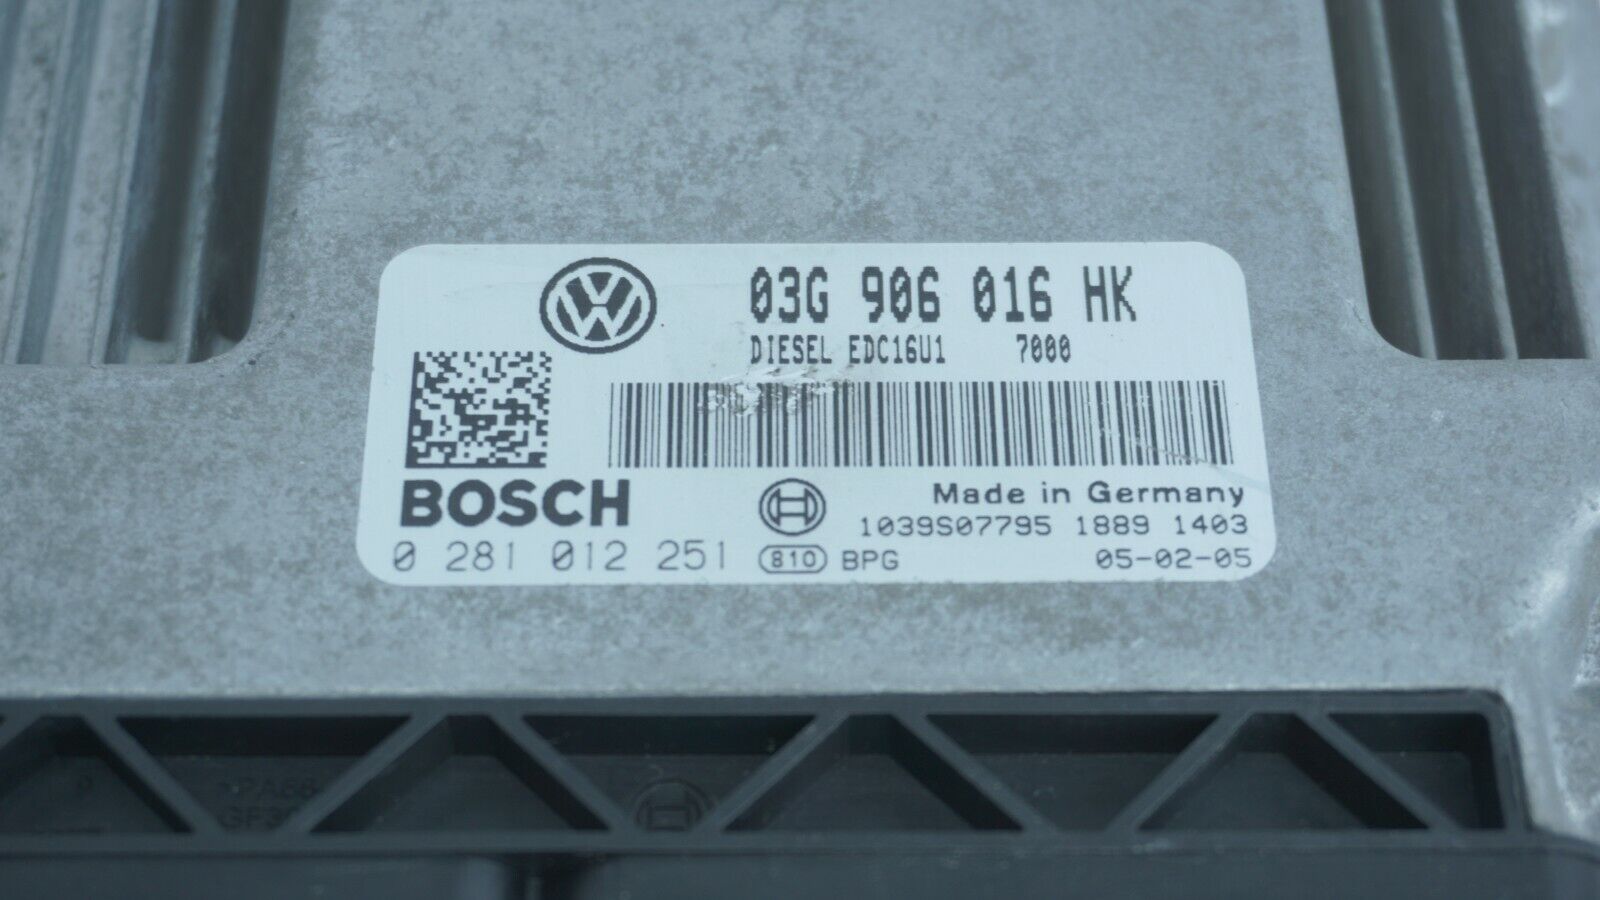 03G 906 016 HK
DIESEL EDC16U1 7000
BOSCH
Made in Germany
1039S07795 1889 1403
0 281 012 251 810 BPG 05-02-05